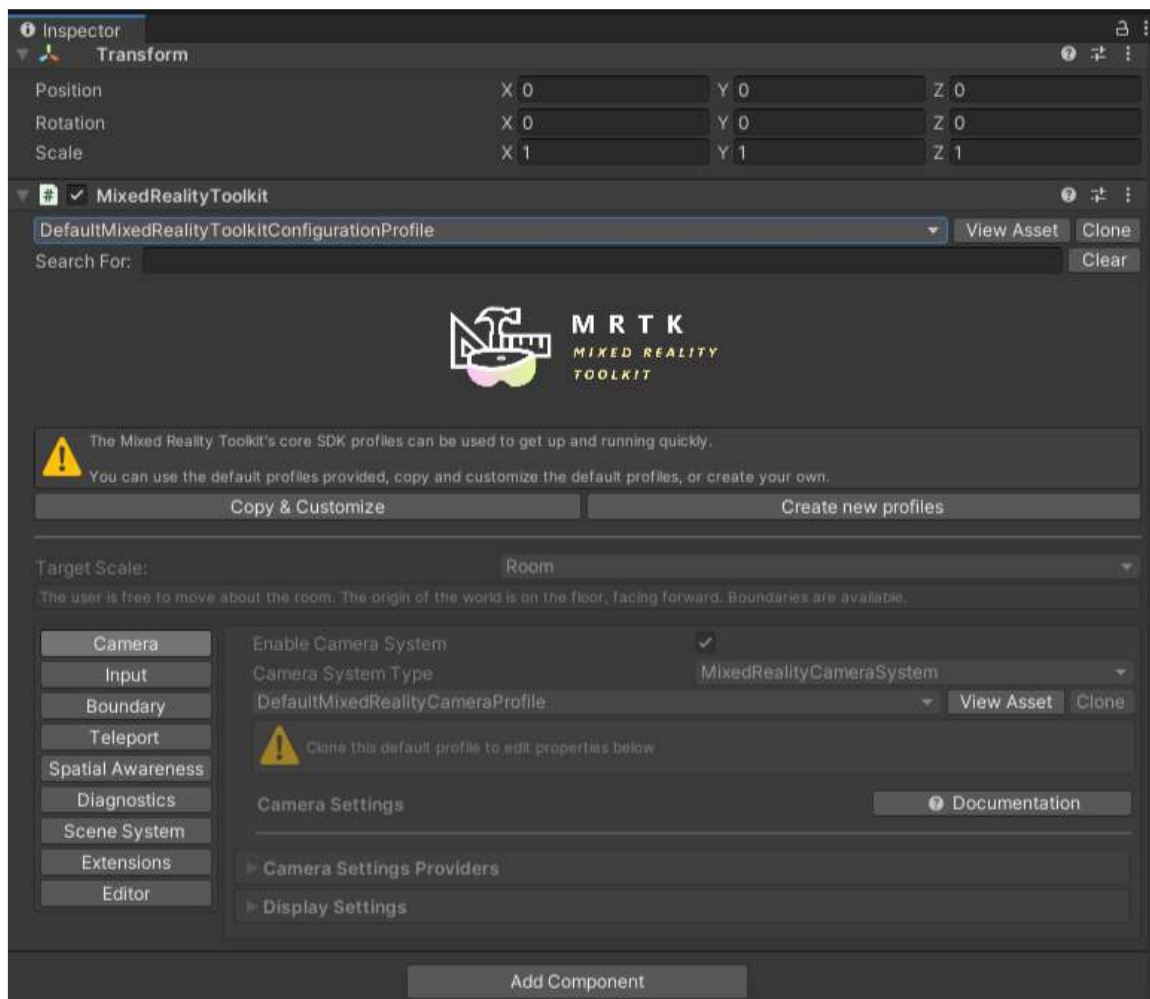 Inspector
Transform
Position X 0 Y 0 Z 0
Rotation X 0 Y 0 Z 0
Scale X 1 Y 1 Z 1
# MixedRealityToolkit
DefaultMixedRealityToolkitConfigurationProfile View Asset Clone
Search For: Clear
MRTK
MIXED REALITY
TOOLKIT
The Mixed Reality Toolkit's core SDK profiles can be used to get up and running quickly.
You can use the default profiles provided, copy and customize the default profiles, or create your own.
Copy & Customize Create new profiles
Target Scale: Room
The user is free to move about the room. The origin of the world is on the floor, facing forward. Boundaries are available.
Camera Enable Camera System
Input Camera System Type MixedRealityCameraSystem
Boundary DefaultMixedRealityCameraProfile View Asset Clone
Teleport Clone this default profile to edit properties below
Spatial Awareness
Diagnostics Camera Settings Documentation
Scene System
Extensions Camera Settings Providers
Editor Display Settings
Add Component